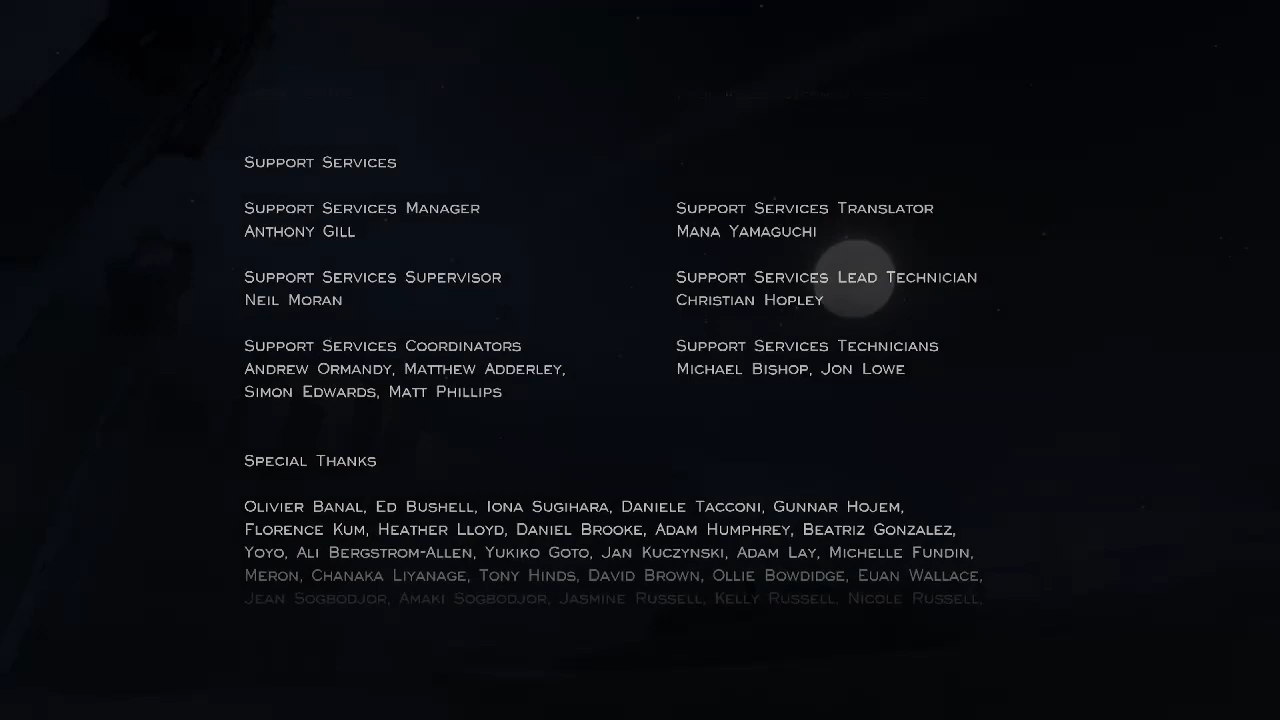 Support Services
Support Services Manager
Anthony Gill
Support Services Supervisor
Neil Moran
Support Services Coordinators
Andrew Ormandy, Matthew Adderley,
Simon Edwards, Matt Phillips
Support Services Translator
Mana Yamaguchi
Support Services Lead Technician
Christian Hopley
Support Services Technicians
Michael Bishop, Jon Lowe
Special Thanks
Olivier Banal, Ed Bushell, Iona Sugihara, Daniele Tacconi, Gunnar Hojem,
Florence Kum, Heather Lloyd, Daniel Brooke, Adam Humphrey, Beatriz Gonzalez,
Yoyo, Ali Bergstrom-Allen, Yukiko Goto, Jan Kuczynski, Adam Lay, Michelle Fundin,
Meron, Chanaka Liyanage, Tony Hinds, David Brown, Ollie Bowdidge, Euan Wallace,
Jean Sogbodjor, Amaki Sogbodjor, Jasmine Russell, Kelly Russell, Nicole Russell,